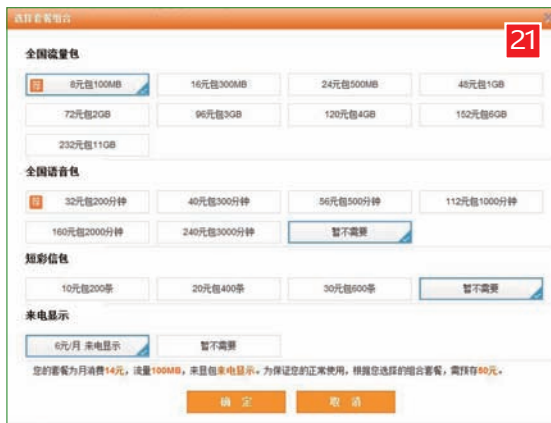 选择套餐组合
21
全国流量包
荐 8元包100MB 16元包300MB 24元包500MB 48元包1GB
72元包2GB 96元包3GB 120元包4GB 152元包6GB
232元包11GB
全国语音包
荐 32元包200分钟 40元包300分钟 56元包500分钟 112元包1000分钟
160元包2000分钟 240元包3000分钟 暂不需要
短彩信包
10元包200条 20元包400条 30元包600条 暂不需要
来电显示
6元/月 来电显示 暂不需要
您的套餐为月消费14元，流量100MB，来显包来电显示。为保证您的正常使用，根据您选择的组合套餐，需预存50元。
确 定 取 消